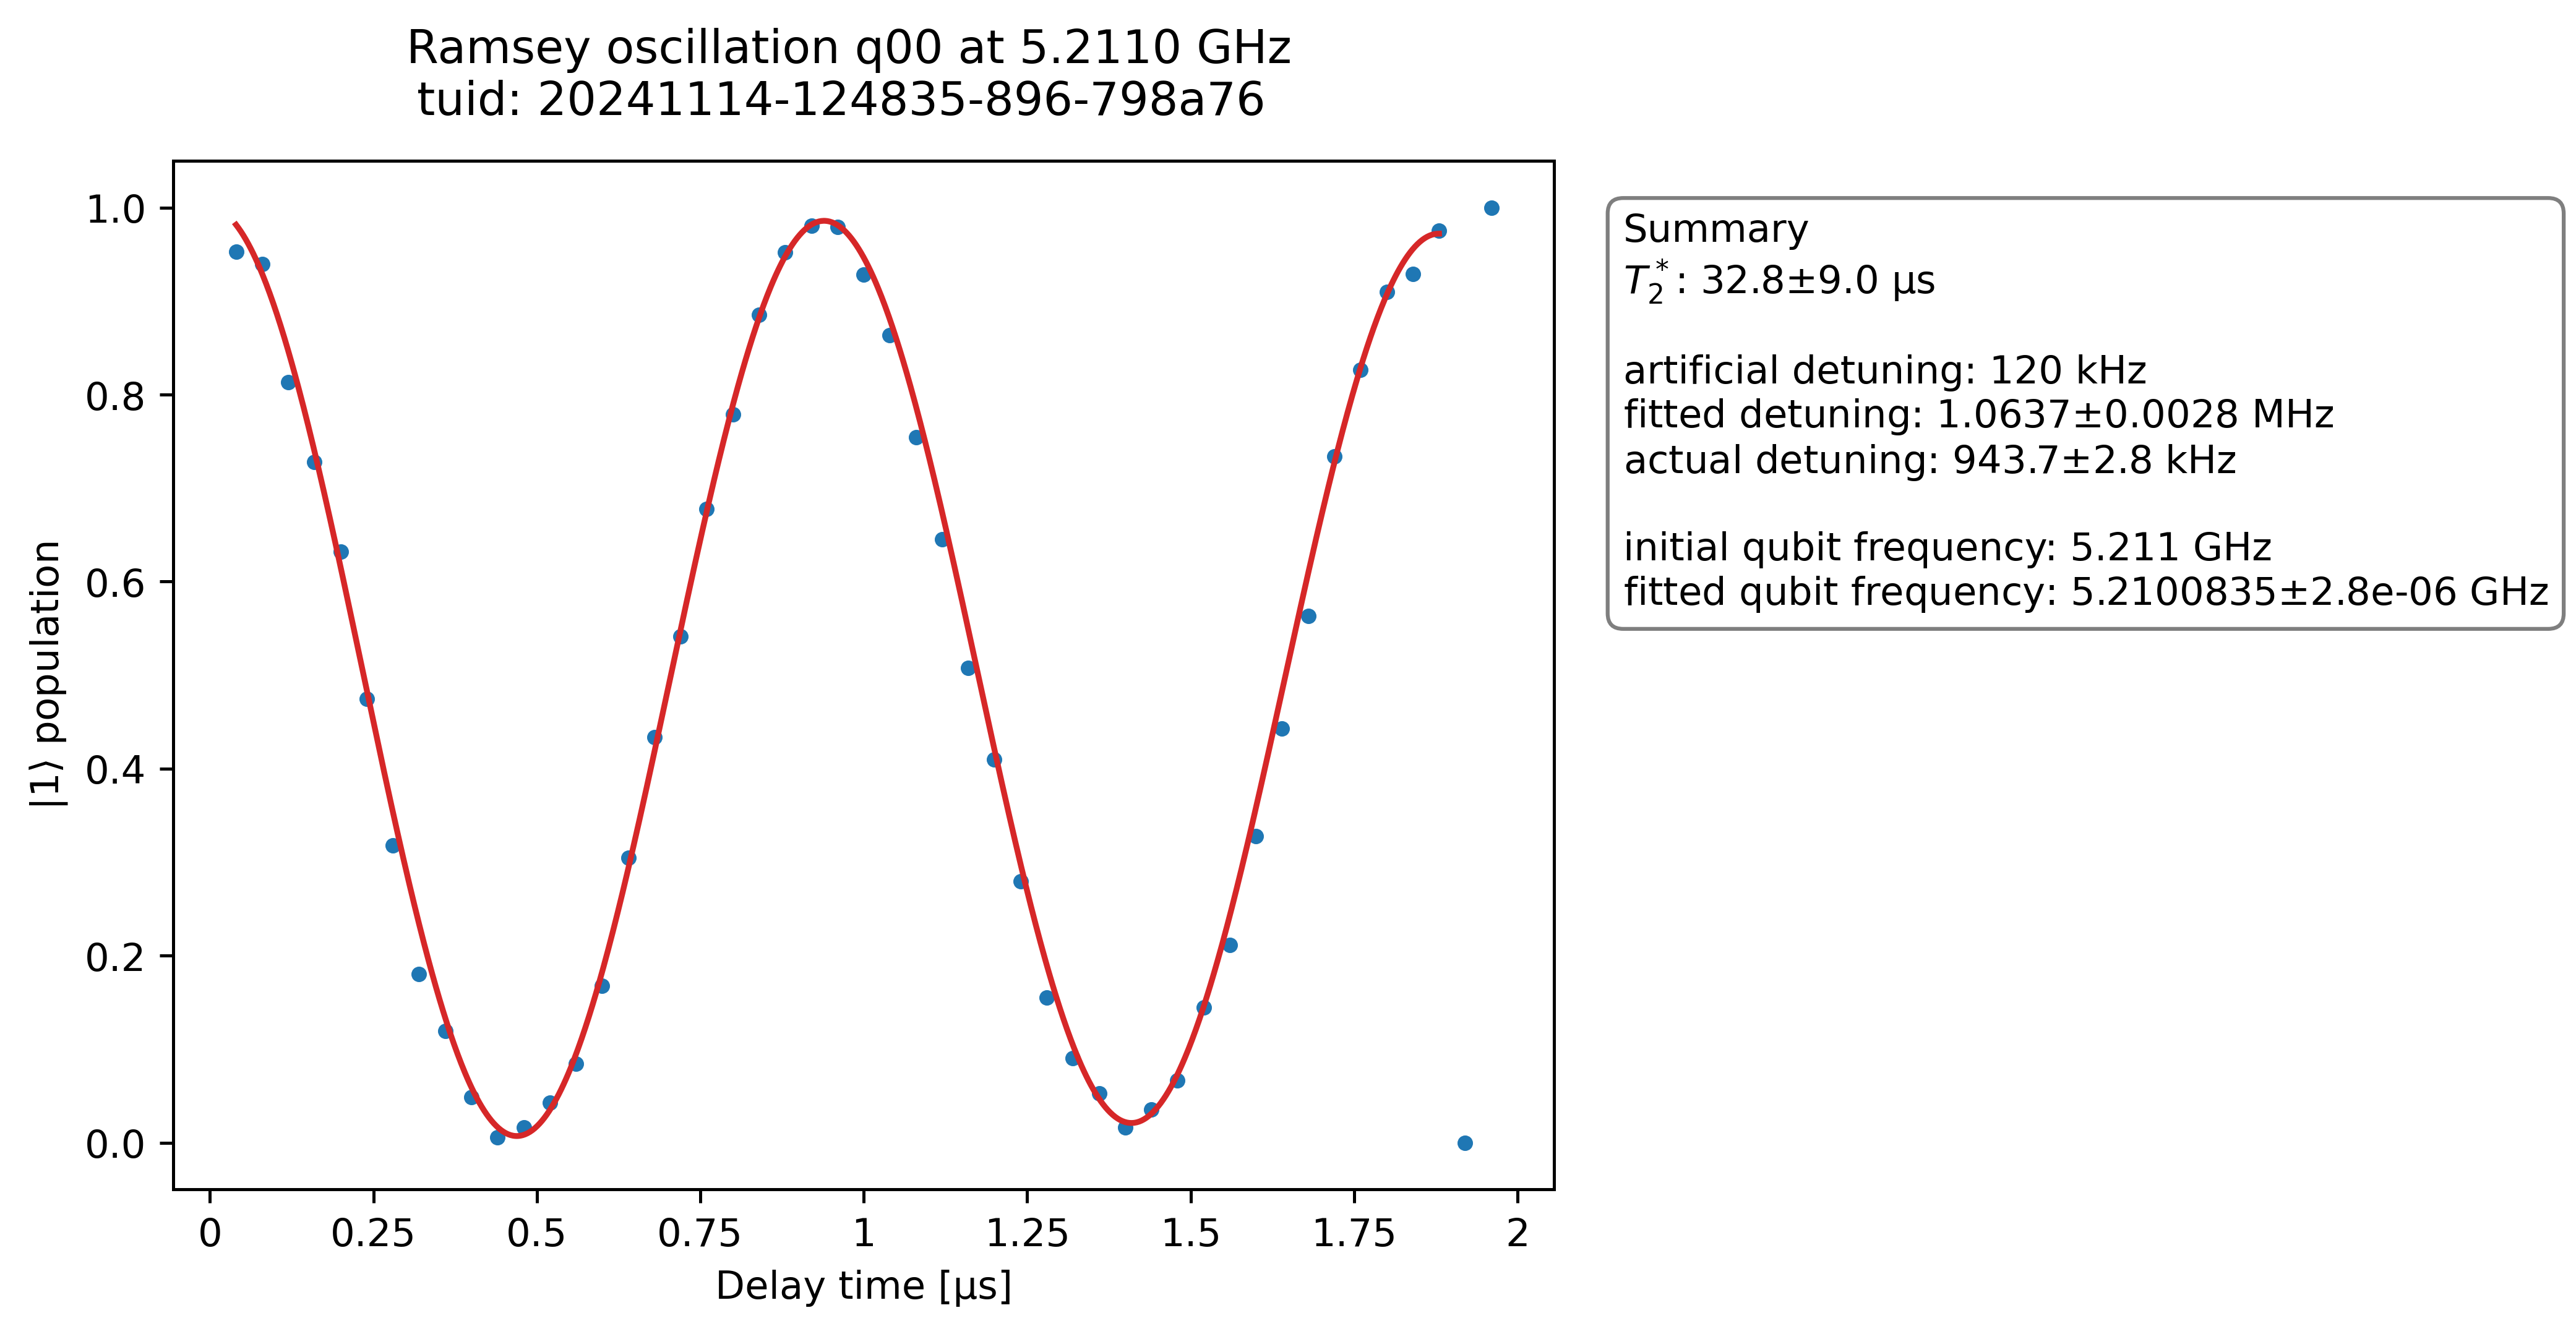 Ramsey oscillation q00 at 5.2110 GHz
tuid: 20241114-124835-896-798a76
|1⟩ population
1.0
0.8
0.6
0.4
0.2
0.0
0 0.25 0.5 0.75 1 1.25 1.5 1.75 2
Delay time [µs]
Summary
T₂*: 32.8±9.0 µs
artificial detuning: 120 kHz
fitted detuning: 1.0637±0.0028 MHz
actual detuning: 943.7±2.8 kHz
initial qubit frequency: 5.211 GHz
fitted qubit frequency: 5.2100835±2.8e-06 GHz